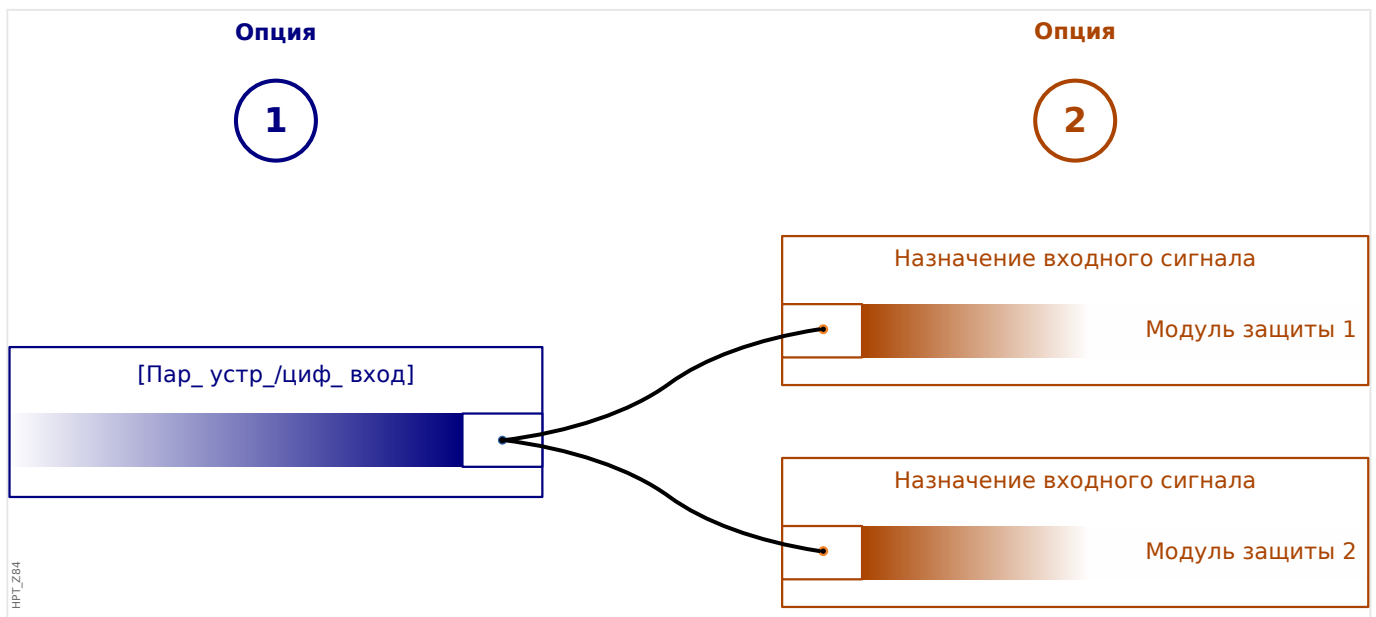 Опция
1
[Пар_ устр_/циф_ вход]
Опция
2
Назначение входного сигнала
Модуль защиты 1
Назначение входного сигнала
Модуль защиты 2
HPT_Z84